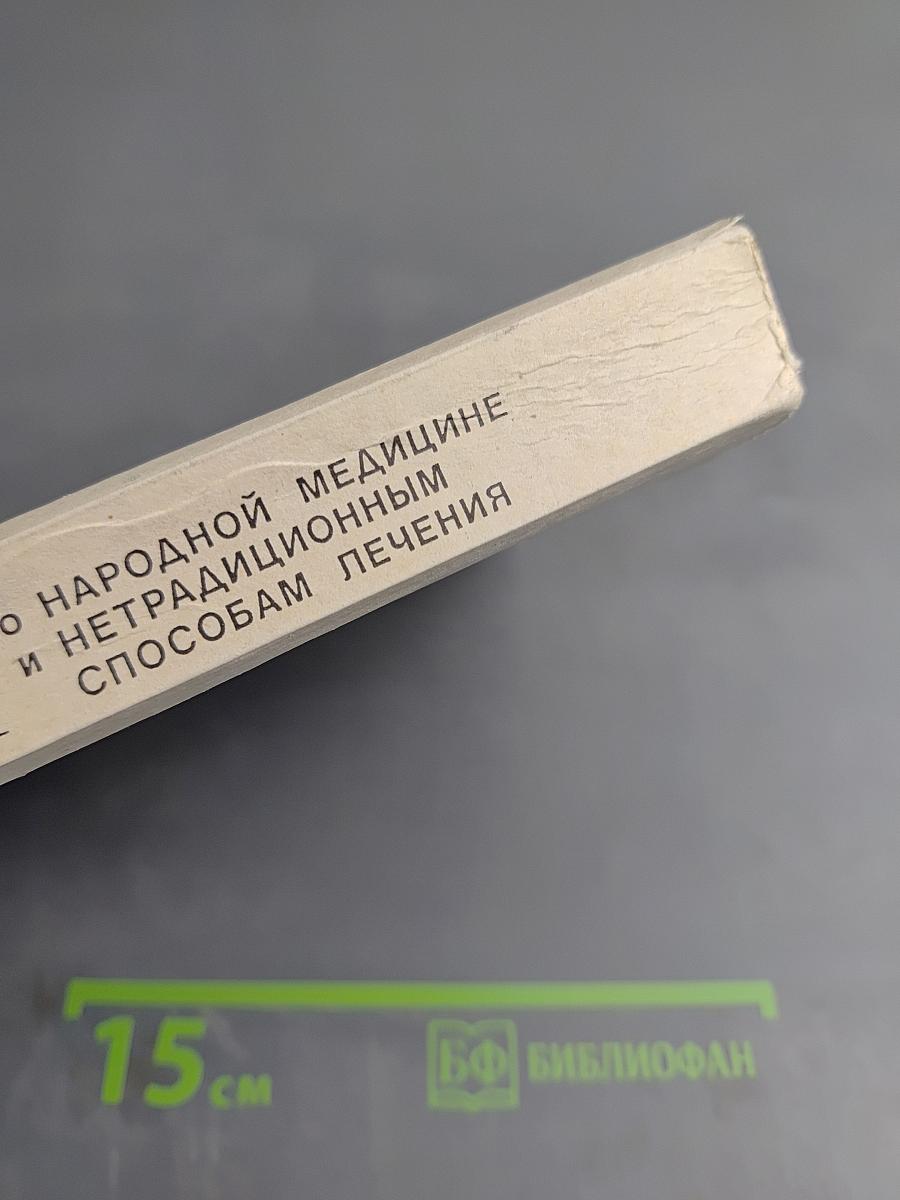 о НАРОДНОЙ МЕДИЦИНЕ
и НЕТРАДИЦИОННЫМ
СПОСОБАМ ЛЕЧЕНИЯ
15 см
БФ БИБЛИОФАН